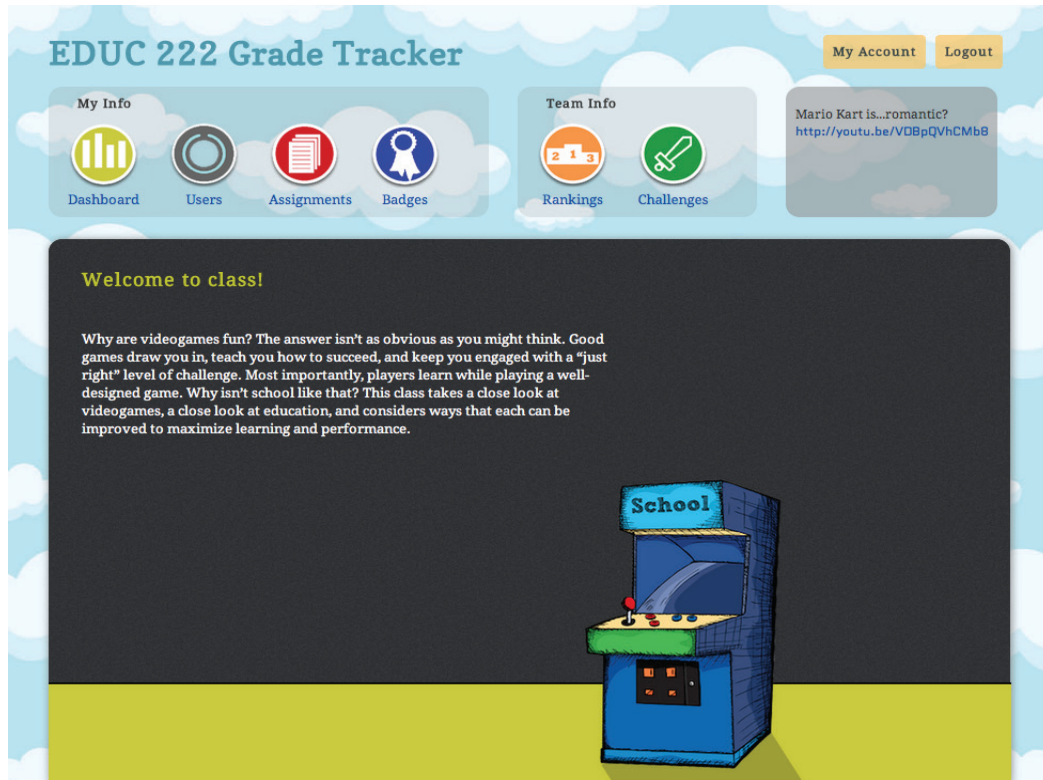 EDUC 222 Grade Tracker
My Account
Logout
My Info
Dashboard
Users
Assignments
Badges
Team Info
2 1 3
Rankings
Challenges
Mario Kart is...romantic?
http://youtu.be/VDBpQVhCMb8
Welcome to class!
Why are videogames fun? The answer isn’t as obvious as you might think. Good
games draw you in, teach you how to succeed, and keep you engaged with a “just
right” level of challenge. Most importantly, players learn while playing a well-
designed game. Why isn’t school like that? This class takes a close look at
videogames, a close look at education, and considers ways that each can be
improved to maximize learning and performance.
School